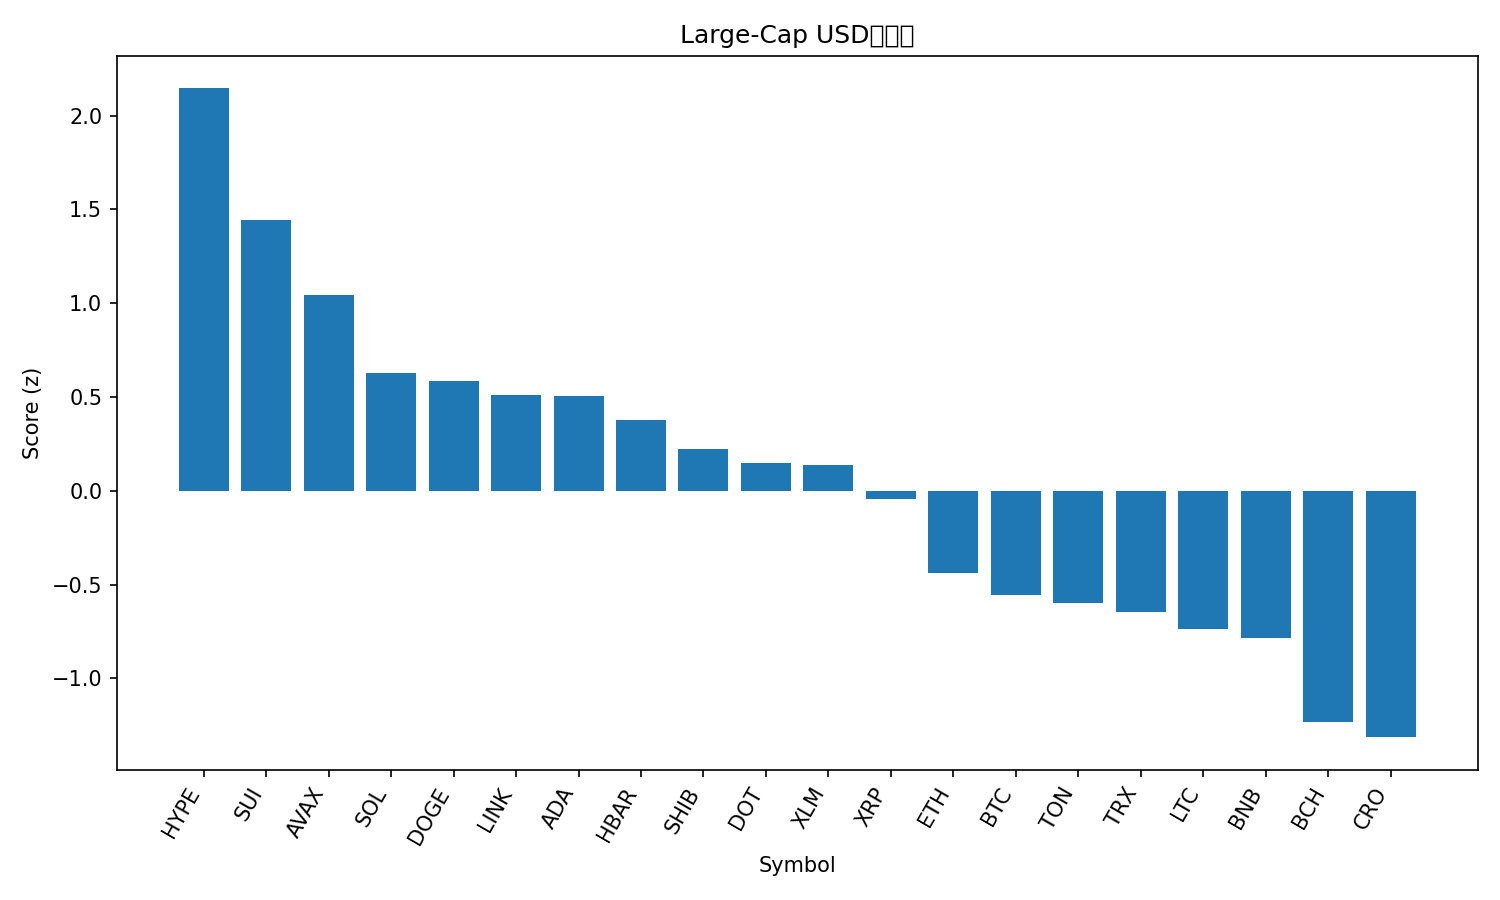 Large-Cap USD
2.0
1.5
1.0
0.5
0.0
−0.5
−1.0
Score (z)
HYPE
SUI
AVAX
SOL
DOGE
LINK
ADA
HBAR
SHIB
DOT
XLM
XRP
ETH
BTC
TON
TRX
LTC
BNB
BCH
CRO
Symbol